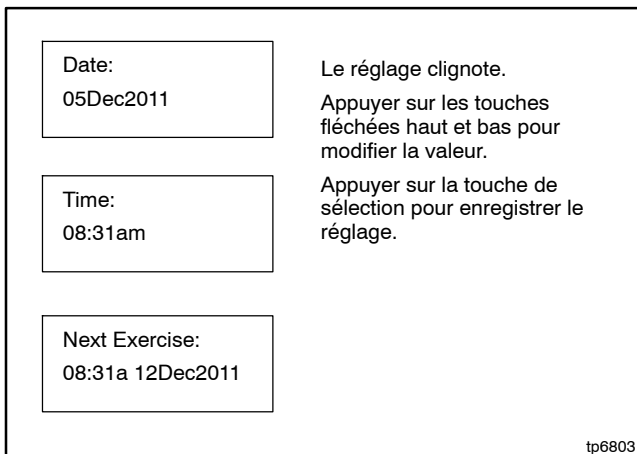 Date:
05Dec2011
Time:
08:31am
Next Exercise:
08:31a 12Dec2011
Le réglage clignote.
Appuyer sur les touches
fléchées haut et bas pour
modifier la valeur.
Appuyer sur la touche de
sélection pour enregistrer le
réglage.
tp6803